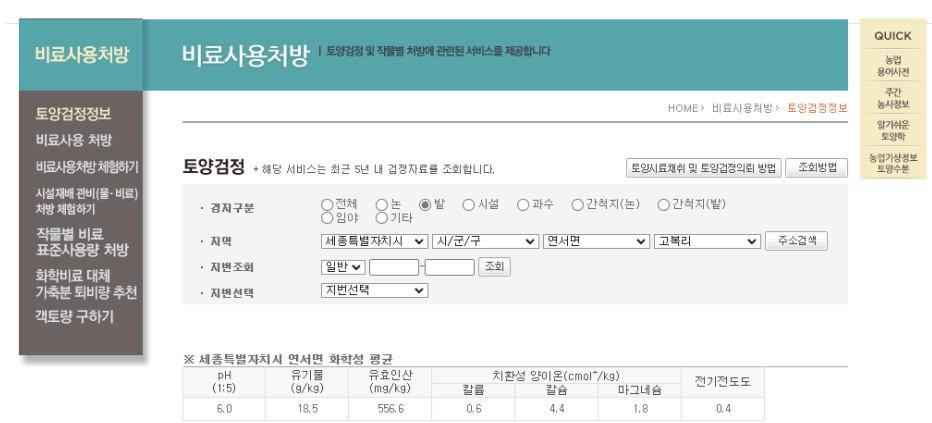 비료사용처방
토양검정정보
비료사용 처방
비료사용처방 체험하기
시설재배 관비(물·비료)
처방 체험하기
작물별 비료
표준사용량 처방
화학비료 대체
가축분 퇴비량 추천
객토량 구하기
비료사용처방 | 토양검정 및 작물별 처방에 관련된 서비스를 제공합니다
HOME> 비료사용처방> 토양검정정보
토양검정 * 해당 서비스는 최근 5년 내 검정자료를 조회합니다.
토양시료채취 및 토양검정의뢰 방법 조회방법
· 경지구분 전체 논 밭 시설 과수 간척지(논) 간척지(밭)
임야 기타
· 지역 세종특별자치시 시/군/구 연서면 고복리 주소검색
· 지번조회 일반 - 조회
· 지번선택 지번선택
※ 세종특별자치시 연서면 화학성 평균
pH (1:5) 유기물 (g/kg) 유효인산 (mg/kg) 치환성 양이온(cmol⁺/kg) 전기전도도
칼륨 칼슘 마그네슘
6.0 18.5 556.6 0.6 4.4 1.8 0.4
QUICK
농업
용어사전
주간
농사정보
알기쉬운
토양학
농업기상정보
토양수분